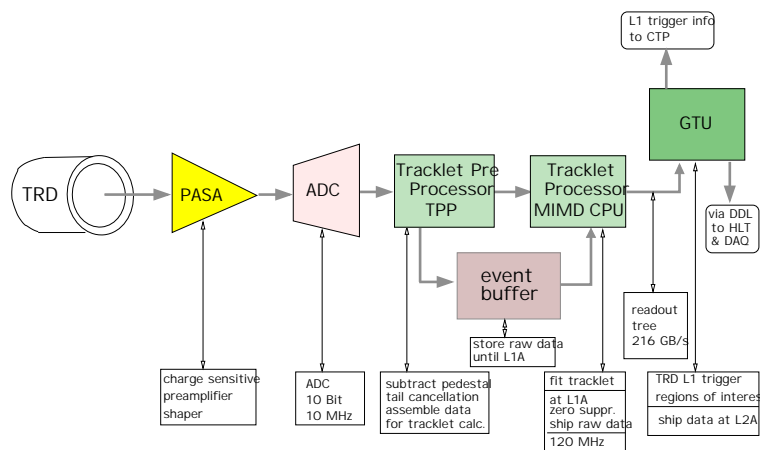 L1 trigger info
to CTP
GTU
TRD
PASA
ADC
Tracklet Pre
Processor
TPP
Tracklet
Processor
MIMD CPU
via DDL
to HLT
& DAQ
event
buffer
store raw data
until L1A
readout
tree
216 GB/s
charge sensitive
preamplifier
shaper
ADC
10 Bit
10 MHz
subtract pedestal
tail cancellation
assemble data
for tracklet calc.
fit tracklet
at L1A
zero suppr.
ship raw data
120 MHz
TRD L1 trigger
regions of interes
ship data at L2A